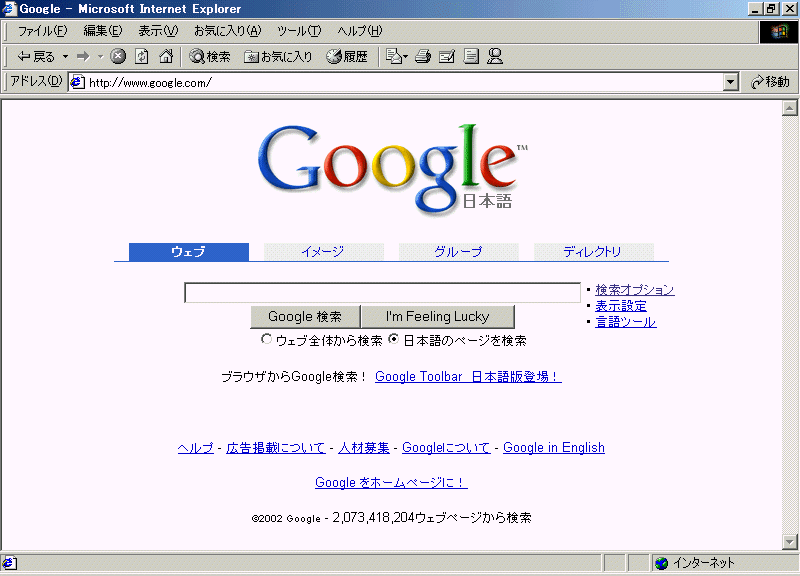 Google - Microsoft Internet Explorer
ファイル(F) 編集(E) 表示(V) お気に入り(A) ツール(T) ヘルプ(H)
戻る 検索 お気に入り 履歴
アドレス(D) http://www.google.com/ 移動
Google™
日本語
ウェブ イメージ グループ ディレクトリ
・検索オプション
・表示設定
・言語ツール
Google 検索 I'm Feeling Lucky
ウェブ全体から検索 日本語のページを検索
ブラウザからGoogle検索！ Google Toolbar 日本語版登場！
ヘルプ - 広告掲載について - 人材募集 - Googleについて - Google in English
Google をホームページに！
©2002 Google - 2,073,418,204ウェブページから検索
インターネット